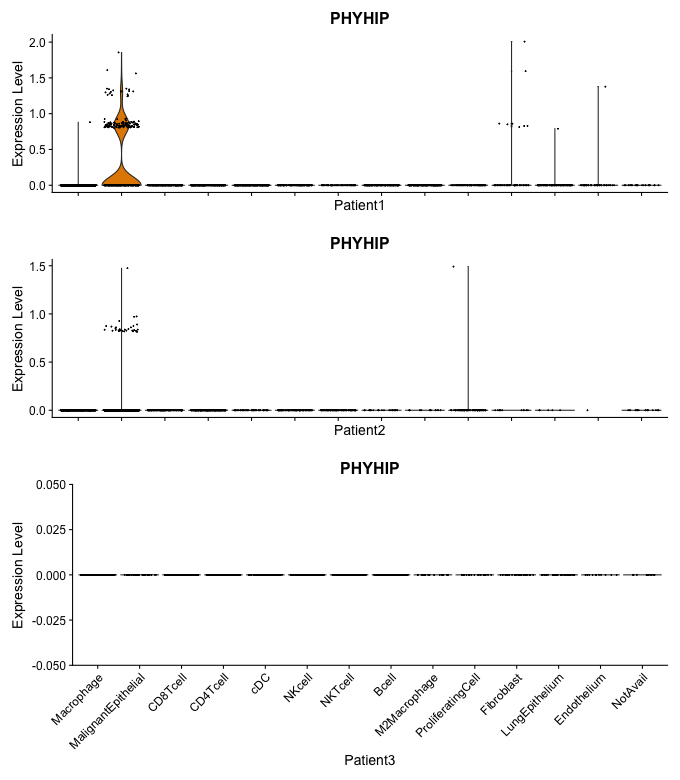 PHYHIP
Expression Level
2.0
1.5
1.0
0.5
0.0
Patient1
PHYHIP
Expression Level
1.5
1.0
0.5
0.0
Patient2
PHYHIP
Expression Level
0.050
0.025
0.000
-0.025
-0.050
Macrophage
MalignantEpithelial
CD8Tcell
CD4Tcell
cDC
NKcell
NKTcell
Bcell
M2Macrophage
ProliferatingCell
Fibroblast
LungEpithelium
Endothelium
NotAvail
Patient3